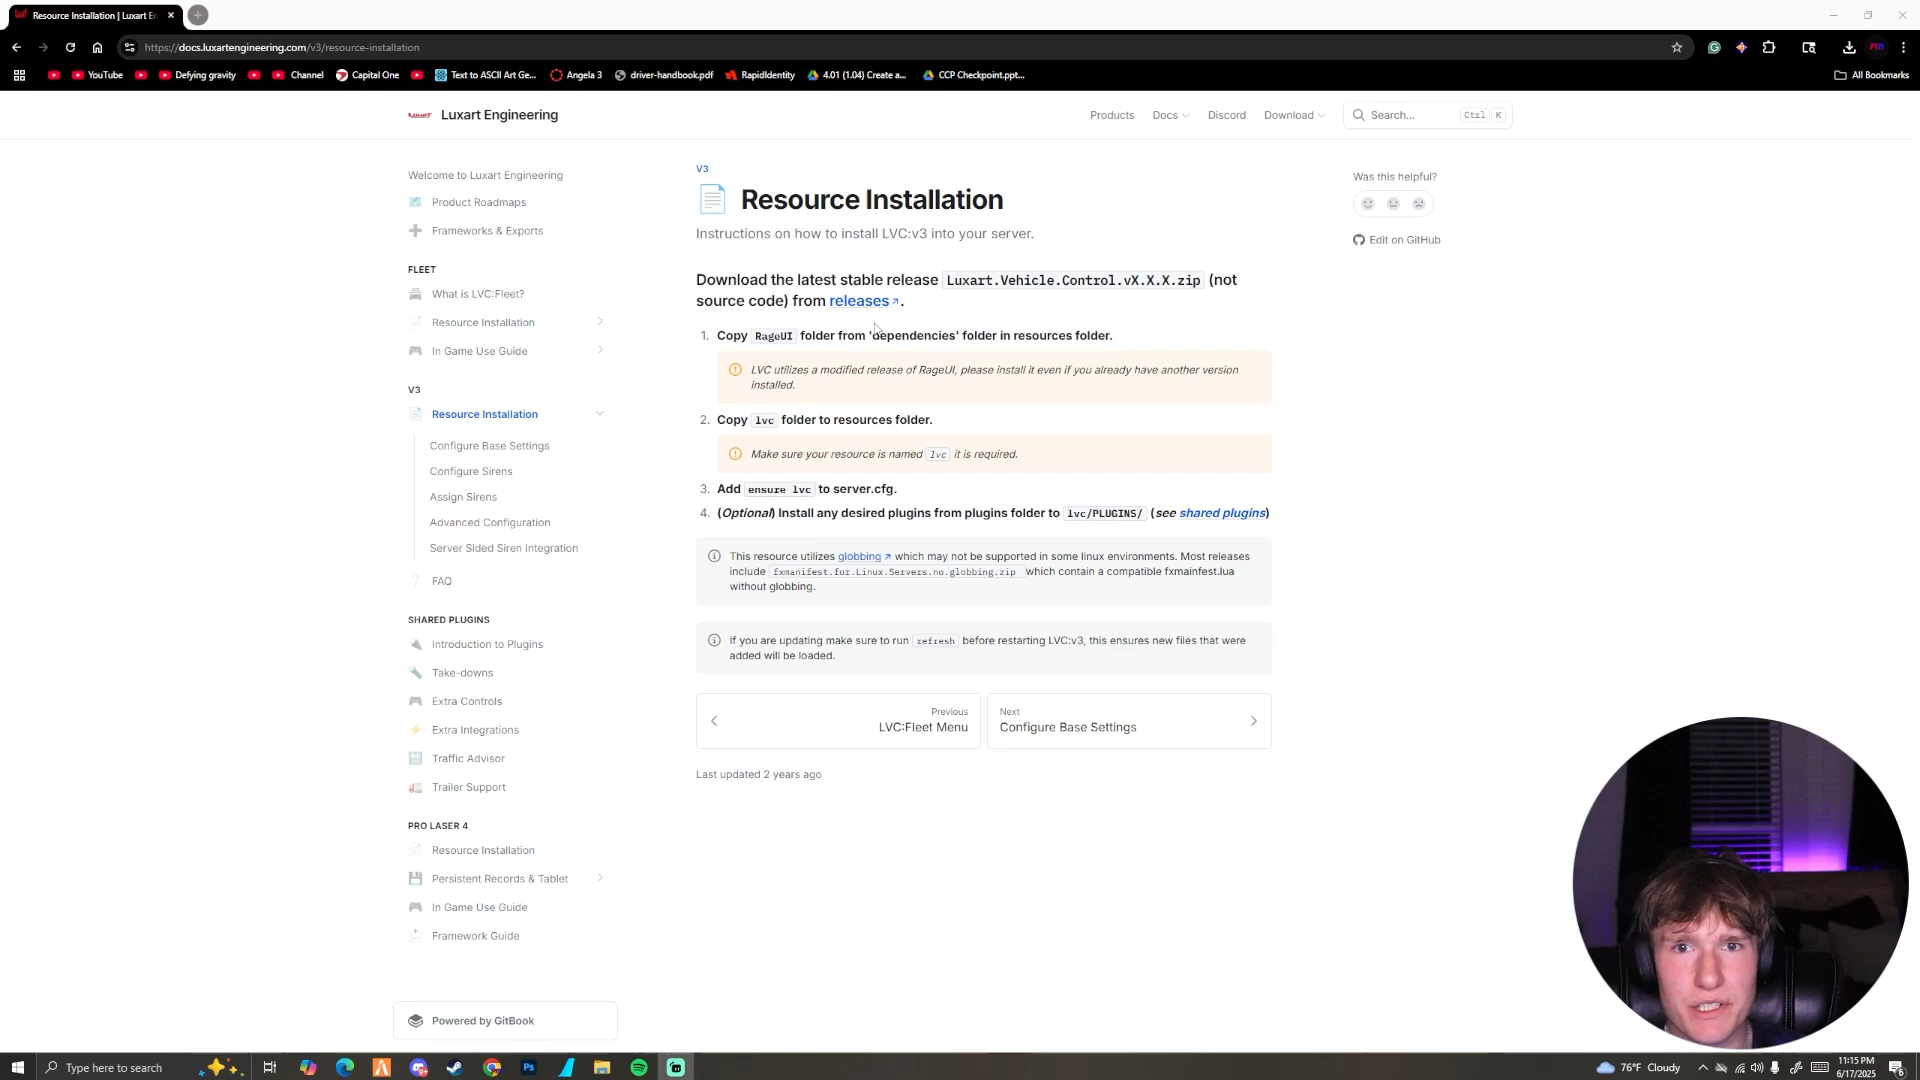 Resource Installation | Luxart E
https://docs.luxartengineering.com/v3/resource-installation
YouTube
Defying gravity
Channel
Capital One
Text to ASCII Art Ge...
Angela 3
driver-handbook.pdf
RapidIdentity
4.01 (1.04) Create a...
CCP Checkpoint.ppt...
All Bookmarks
Luxart Engineering
Products
Docs
Discord
Download
Search...
Ctrl K
Welcome to Luxart Engineering
Product Roadmaps
Frameworks & Exports
FLEET
What is LVC:Fleet?
Resource Installation
In Game Use Guide
V3
Resource Installation
Configure Base Settings
Configure Sirens
Assign Sirens
Advanced Configuration
Server Sided Siren Integration
FAQ
SHARED PLUGINS
Introduction to Plugins
Take-downs
Extra Controls
Extra Integrations
Traffic Advisor
Trailer Support
PRO LASER 4
Resource Installation
Persistent Records & Tablet
In Game Use Guide
Framework Guide
Powered by GitBook
V3
Resource Installation
Instructions on how to install LVC:v3 into your server.
Download the latest stable release Luxart.Vehicle.Control.vX.X.X.zip (not
source code) from releases.
1. Copy RageUI folder from 'dependencies' folder in resources folder.
LVC utilizes a modified release of RageUI, please install it even if you already have another version
installed.
2. Copy lvc folder to resources folder.
Make sure your resource is named lvc it is required.
3. Add ensure lvc to server.cfg.
4. (Optional) Install any desired plugins from plugins folder to lvc/PLUGINS/ (see shared plugins)
This resource utilizes globbing which may not be supported in some linux environments. Most releases
include fxmanifest.for.Linux.Servers.no.globbing.zip which contain a compatible fxmainfest.lua
without globbing.
If you are updating make sure to run refresh before restarting LVC:v3, this ensures new files that were
added will be loaded.
Previous
LVC:Fleet Menu
Next
Configure Base Settings
Last updated 2 years ago
Was this helpful?
Edit on GitHub
Type here to search
76°F Cloudy
11:15 PM
6/17/2025